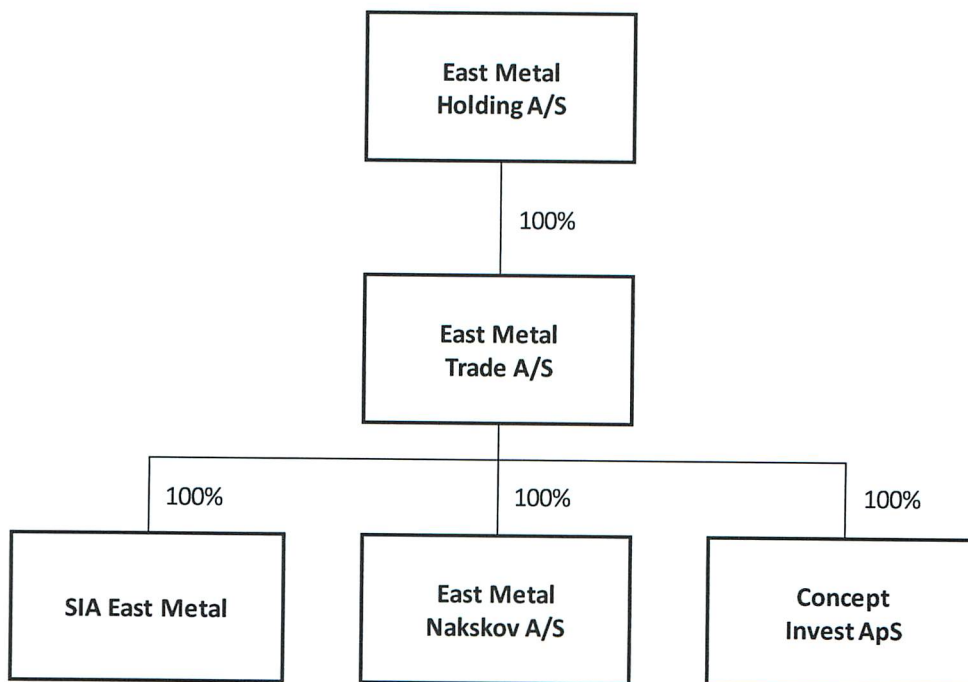 East Metal
Holding A/S
100%
East Metal
Trade A/S
100%
100%
100%
SIA East Metal
East Metal
Nakskov A/S
Concept
Invest ApS